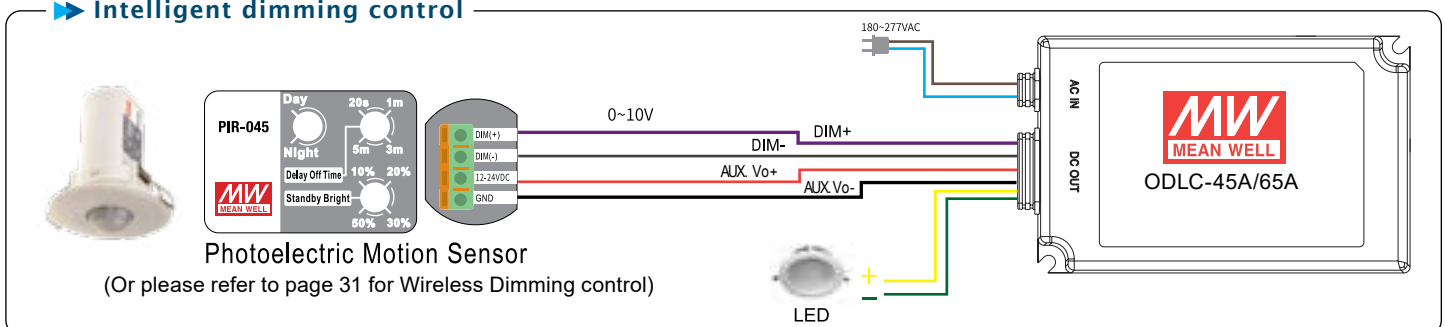 Intelligent dimming control
180~277VAC
PIR-045
Day
Night
20s 1m
5m 3m
Delay Off Time
10% 20%
Standby Bright
50% 30%
MW
MEAN WELL
DIM(+)
DIM(-)
12-24VDC
GND
0~10V
DIM+
DIM-
AUX. Vo+
AUX. Vo-
AC IN
DC OUT
MW
MEAN WELL
ODLC-45A/65A
Photoelectric Motion Sensor
(Or please refer to page 31 for Wireless Dimming control)
+
−
LED